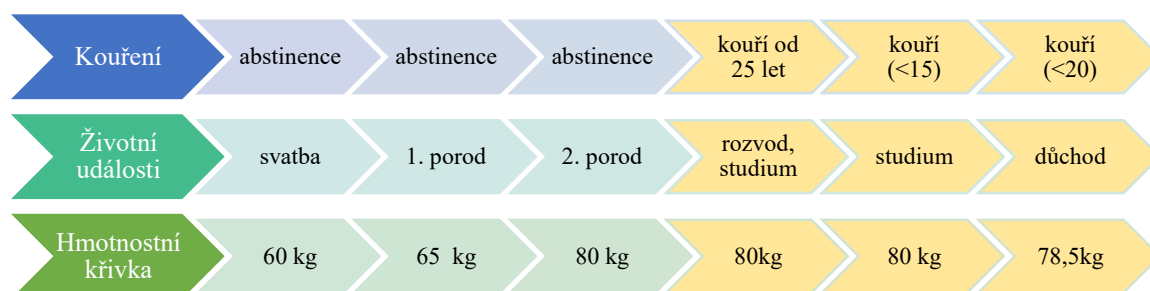 Kouření
abstinence
abstinence
abstinence
kouří od
25 let
kouří
(<15)
kouří
(<20)
Životní
události
svatba
1. porod
2. porod
rozvod,
studium
studium
důchod
Hmotnostní
křivka
60 kg
65  kg
80 kg
80kg
80 kg
78,5kg